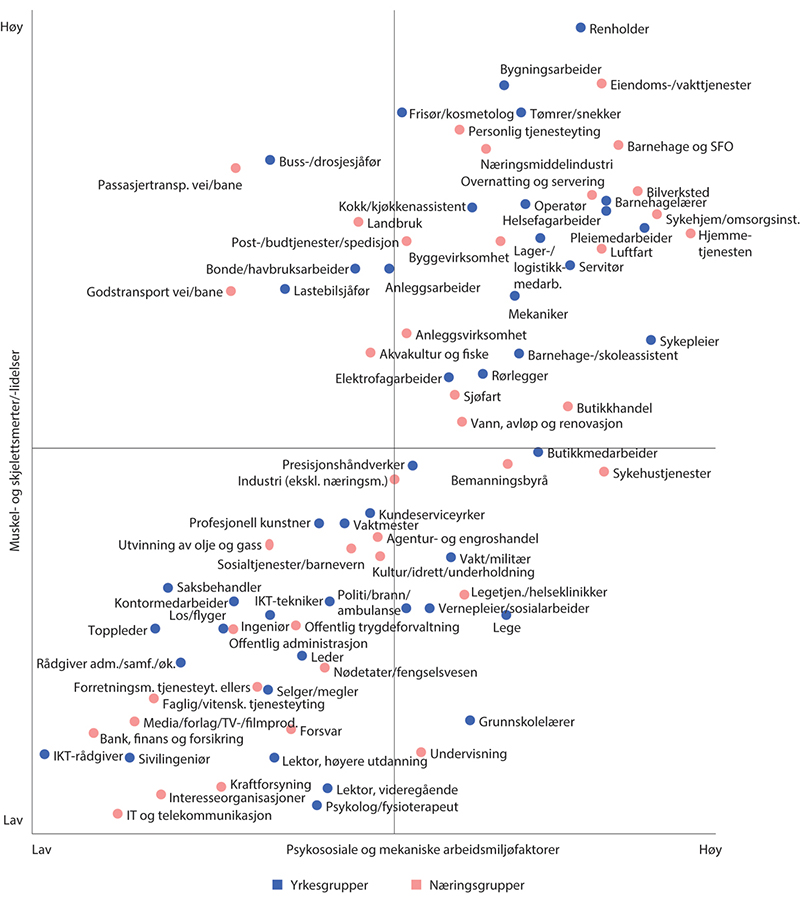 Høy
Renholder
Bygningsarbeider
Eiendoms-/vakttjenester
Frisør/kosmetolog
Tømrer/snekker
Personlig tjenesteyting
Barnehage og SFO
Buss-/drosjesjåfør
Næringsmiddelindustri
Passasjertransp. vei/bane
Overnatting og servering
Bilverksted
Barnehagelærer
Kokk/kjøkkenassistent
Operatør
Helsefagarbeider
Sykehjem/omsorgsinst.
Landbruk
Pleiemedarbeider
Hjemme-
tjenesten
Post-/budtjenester/spedisjon
Byggevirksomhet
Lager-/
logistikk-
medarb.
Luftfart
Bonde/havbruksarbeider
Anleggsarbeider
Servitør
Godstransport vei/bane
Lastebilsjåfør
Mekaniker
Anleggsvirksomhet
Sykepleier
Akvakultur og fiske
Barnehage-/skoleassistent
Elektrofagarbeider
Rørlegger
Sjøfart
Butikkhandel
Vann, avløp og renovasjon
Muskel- og skjelettsmerter/-lidelser
Butikkmedarbeider
Presisjonshåndverker
Industri (ekskl. næringsm.)
Bemanningsbyrå
Sykehustjenester
Kundeserviceyrker
Profesjonell kunstner
Vaktmester
Agentur- og engroshandel
Utvinning av olje og gass
Sosialtjenester/barnevern
Vakt/militær
Kultur/idrett/underholdning
Saksbehandler
Legetjen./helseklinikker
Kontormedarbeider
IKT-tekniker
Politi/brann/
ambulanse
Vernepleier/sosialarbeider
Los/flyger
Lege
Toppleder
Ingeniør
Offentlig trygdeforvaltning
Offentlig administrasjon
Leder
Rådgiver adm./samf./øk.
Nødetater/fengselsvesen
Forretningsm. tjenesteyt. ellers
Selger/megler
Faglig/vitensk. tjenesteyting
Media/forlag/TV-/filmprod.
Grunnskolelærer
Forsvar
Bank, finans og forsikring
IKT-rådgiver
Sivilingeniør
Lektor, høyere utdanning
Undervisning
Kraftforsyning
Lektor, videregående
Interesseorganisasjoner
Psykolog/fysioterapeut
IT og telekommunikasjon
Lav
Lav
Psykososiale og mekaniske arbeidsmiljøfaktorer
Høy
Yrkesgrupper
Næringsgrupper